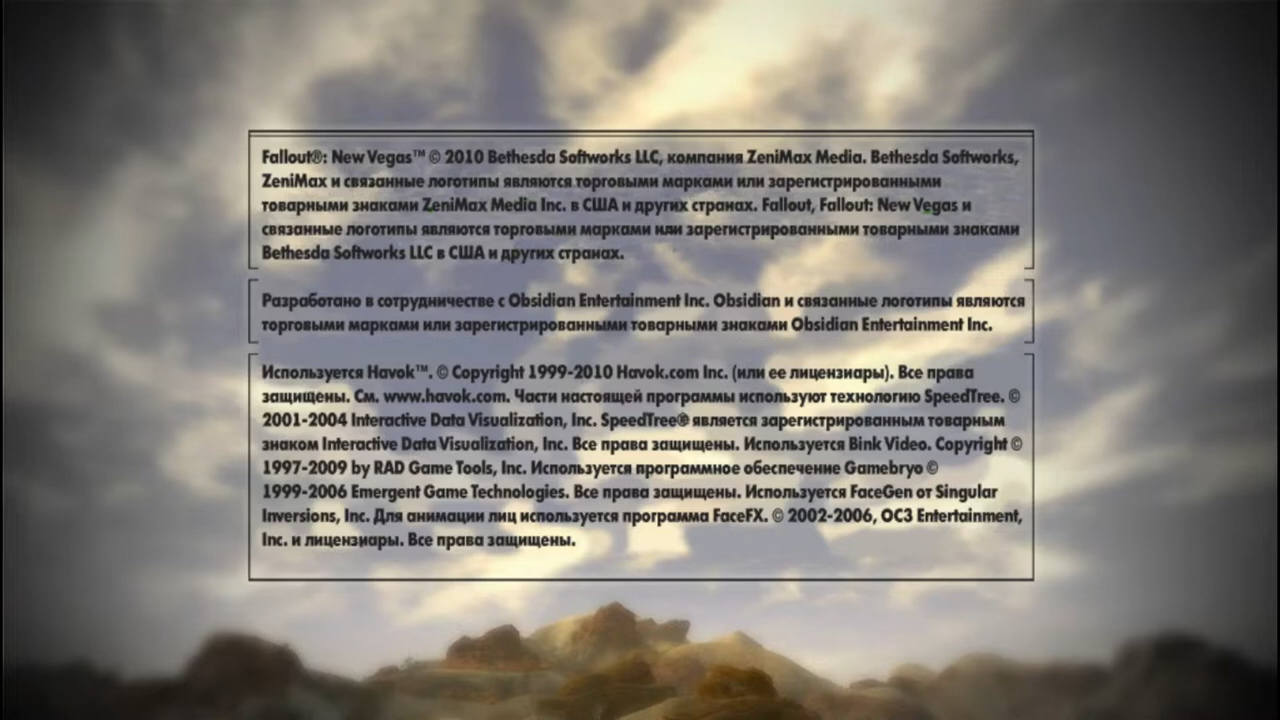 Fallout®: New Vegas™ © 2010 Bethesda Softworks LLC, компания ZeniMax Media. Bethesda Softworks,
ZeniMax и связанные логотипы являются торговыми марками или зарегистрированными
товарными знаками ZeniMax Media Inc. в США и других странах. Fallout, Fallout: New Vegas и
связанные логотипы являются торговыми марками или зарегистрированными товарными знаками
Bethesda Softworks LLC в США и других странах.
Разработано в сотрудничестве с Obsidian Entertainment Inc. Obsidian и связанные логотипы являются
торговыми марками или зарегистрированными товарными знаками Obsidian Entertainment Inc.
Используется Havok™. © Copyright 1999-2010 Havok.com Inc. (или ее лицензиары). Все права
защищены. См. www.havok.com. Части настоящей программы используют технологию SpeedTree. ©
2001-2004 Interactive Data Visualization, Inc. SpeedTree® является зарегистрированным товарным
знаком Interactive Data Visualization, Inc. Все права защищены. Используется Bink Video. Copyright ©
1997-2009 by RAD Game Tools, Inc. Используется программное обеспечение Gamebryo ©
1999-2006 Emergent Game Technologies. Все права защищены. Используется FaceGen от Singular
Inversions, Inc. Для анимации лиц используется программа FaceFX. © 2002-2006, OC3 Entertainment,
Inc. и лицензиары. Все права защищены.